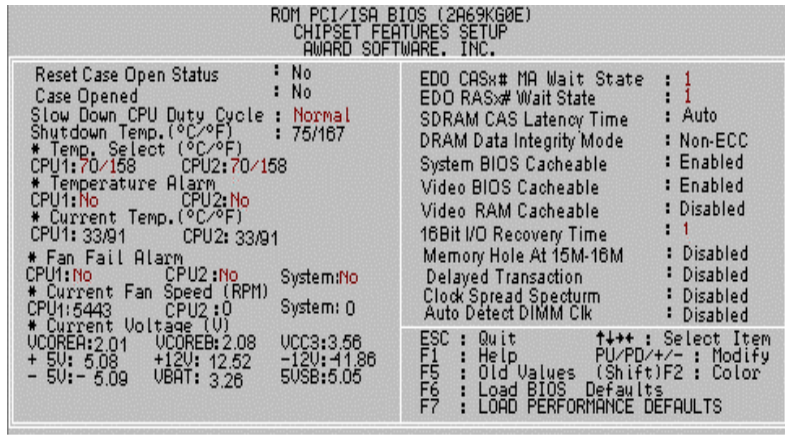 ROM PCI/ISA BIOS (2A69KG0E)
CHIPSET FEATURES SETUP
AWARD SOFTWARE. INC.
Reset Case Open Status : No
Case Opened : No
Slow Down CPU Duty Cycle : Normal
Shutdown Temp.(°C/°F) : 75/167
* Temp. Select (°C/°F)
CPU1:70/158 CPU2:70/158
* Temperature Alarm
CPU1:No CPU2:No
* Current Temp.(°C/°F)
CPU1: 33/91 CPU2: 33/91
* Fan Fail Alarm
CPU1:No CPU2:No System:No
* Current Fan Speed (RPM)
CPU1:5443 CPU2:0 System: 0
* Current Voltage (V)
VCOREA:2.01 VCOREB:2.08 VCC3:3.56
+ 5V: 5.08 +12V: 12.52 -12V:-11.86
- 5V:- 5.09 VBAT: 3.26 5VSB:5.05
EDO CASx# MA Wait State : 1
EDO RASx# Wait State : 1
SDRAM CAS Latency Time : Auto
DRAM Data Integrity Mode : Non-ECC
System BIOS Cacheable : Enabled
Video BIOS Cacheable : Enabled
Video RAM Cacheable : Disabled
16Bit I/O Recovery Time : 1
Memory Hole At 15M-16M : Disabled
Delayed Transaction : Disabled
Clock Spread Specturm : Disabled
Auto Detect DIMM Clk : Disabled
ESC : Quit ↑↓→← : Select Item
F1 : Help PU/PD/+/- : Modify
F5 : Old Values (Shift)F2 : Color
F6 : Load BIOS Defaults
F7 : LOAD PERFORMANCE DEFAULTS